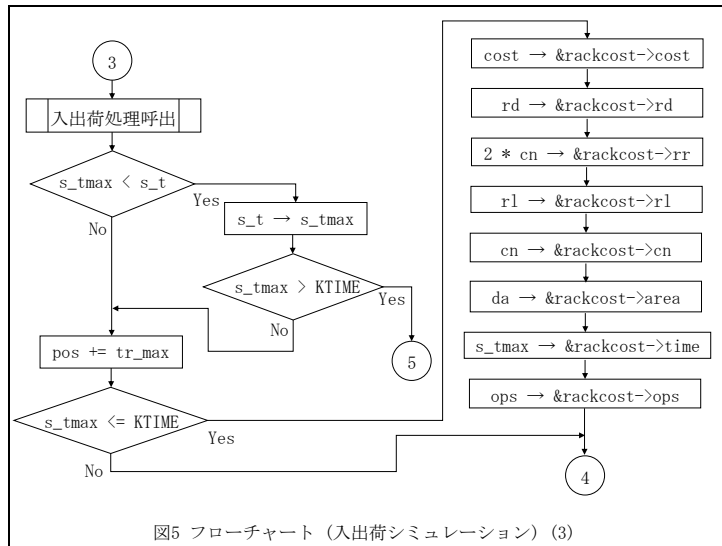 3
入出荷処理呼出
s_tmax < s_t
Yes
No
s_t → s_tmax
s_tmax > KTIME
Yes
No
5
pos += tr_max
s_tmax <= KTIME
Yes
No
cost → &rackcost->cost
rd → &rackcost->rd
2 * cn → &rackcost->rr
rl → &rackcost->rl
cn → &rackcost->cn
da → &rackcost->area
s_tmax → &rackcost->time
ops → &rackcost->ops
4
図5 フローチャート (入出荷シミュレーション) (3)